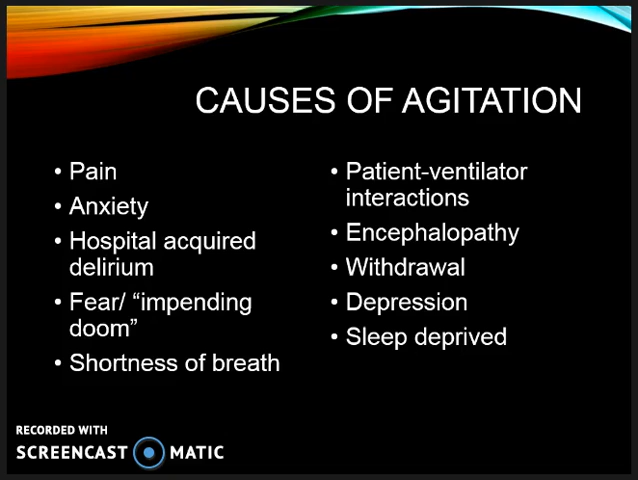 CAUSES OF AGITATION
• Pain
• Anxiety
• Hospital acquired
delirium
• Fear/ “impending
doom”
• Shortness of breath
• Patient-ventilator
interactions
• Encephalopathy
• Withdrawal
• Depression
• Sleep deprived
RECORDED WITH
SCREENCAST MATIC